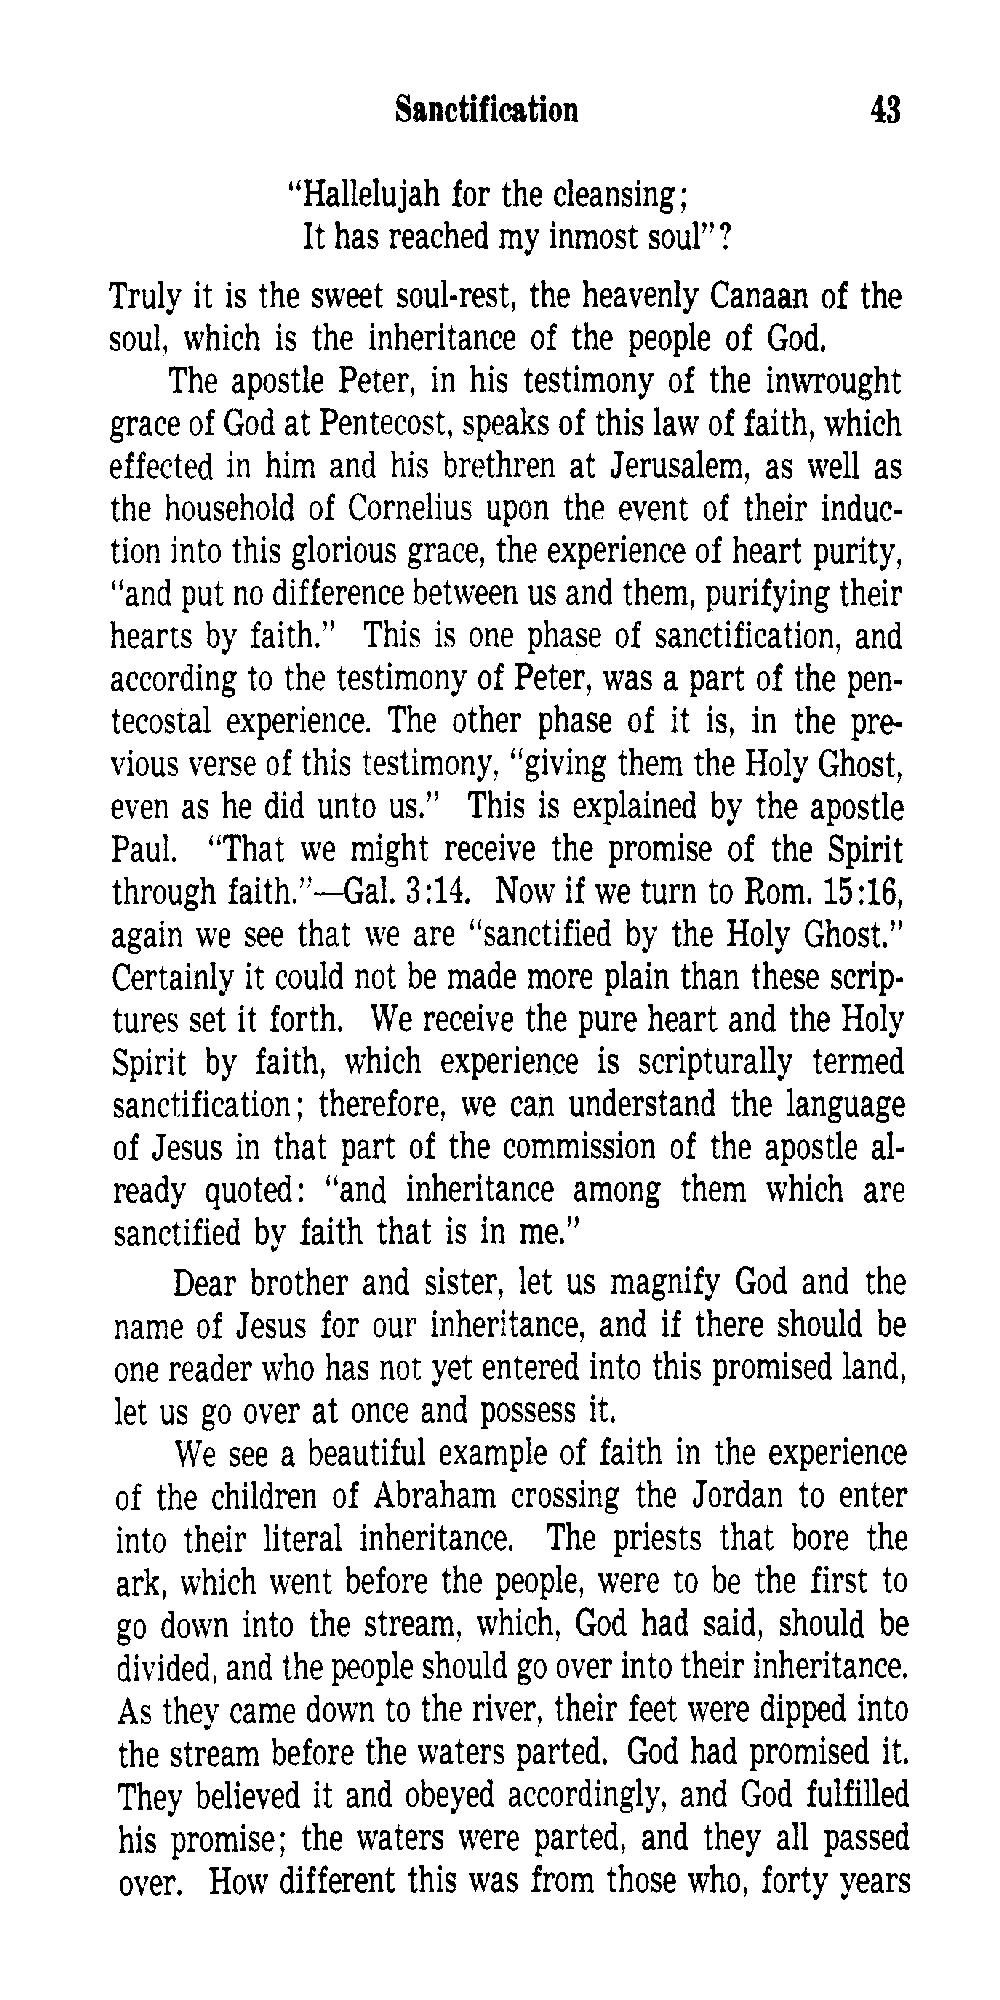 Sanctification 43
“Hallelujah for the cleansing;
It has reached my inmost soul”?
Truly it is the sweet soul-rest, the heavenly Canaan of the
soul, which is the inheritance of the people of God.
The apostle Peter, in his testimony of the inwrought
grace of God at Pentecost, speaks of this law of faith, which
effected in him and his brethren at Jerusalem, as well as
the household of Cornelius upon the event of their induc-
tion into this glorious grace, the experience of heart purity,
“and put no difference between us and them, purifying their
hearts by faith.” This is one phase of sanctification, and
according to the testimony of Peter, was a part of the pen-
tecostal experience. The other phase of it is, in the pre-
vious verse of this testimony, “giving them the Holy Ghost,
even as he did unto us.” This is explained by the apostle
Paul. “That we might receive the promise of the Spirit
through faith.”—Gal. 3:14. Now if we turn to Rom. 15:16,
again we see that we are “sanctified by the Holy Ghost.”
Certainly it could not be made more plain than these scrip-
tures set it forth. We receive the pure heart and the Holy
Spirit by faith, which experience is scripturally termed
sanctification; therefore, we can understand the language
of Jesus in that part of the commission of the apostle al-
ready quoted: “and inheritance among them which are
sanctified by faith that is in me.”
Dear brother and sister, let us magnify God and the
name of Jesus for our inheritance, and if there should be
one reader who has not yet entered into this promised land,
let us go over at once and possess it.
We see a beautiful example of faith in the experience
of the children of Abraham crossing the Jordan to enter
into their literal inheritance. The priests that bore the
ark, which went before the people, were to be the first to
go down into the stream, which, God had said, should be
divided, and the people should go over into their inheritance.
As they came down to the river, their feet were dipped into
the stream before the waters parted. God had promised it.
They believed it and obeyed accordingly, and God fulfilled
his promise; the waters were parted, and they all passed
over. How different this was from those who, forty years